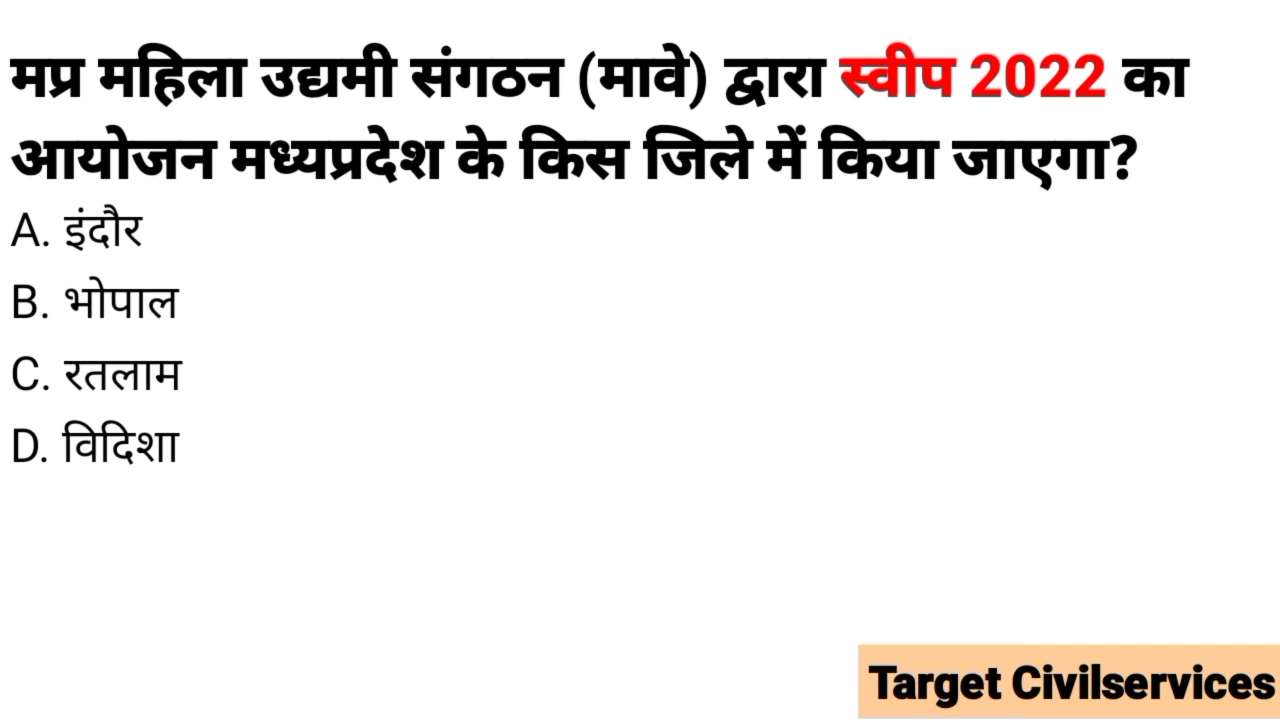 मप्र महिला उद्यमी संगठन (मावे) द्वारा स्वीप 2022 का
आयोजन मध्यप्रदेश के किस जिले में किया जाएगा?
A. इंदौर
B. भोपाल
C. रतलाम
D. विदिशा
Target Civilservices